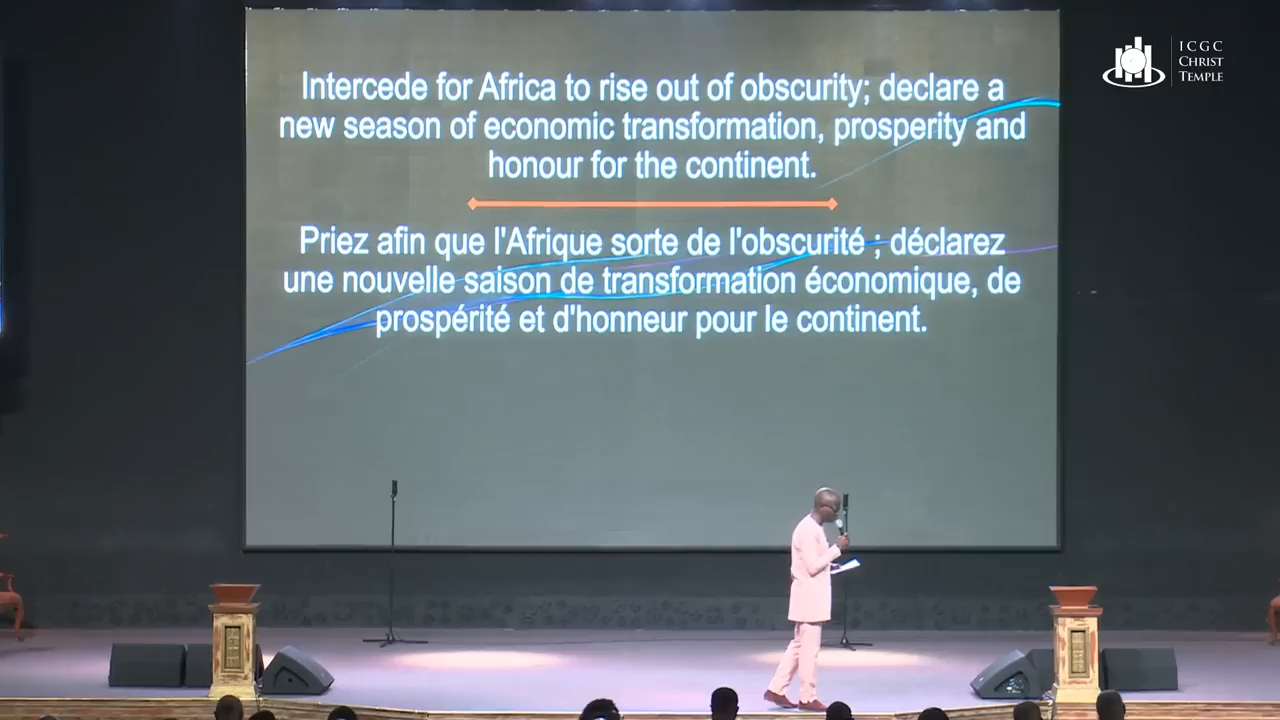 Intercede for Africa to rise out of obscurity; declare a
new season of economic transformation, prosperity and
honour for the continent.
Priez afin que l'Afrique sorte de l'obscurité ; déclarez
une nouvelle saison de transformation économique, de
prospérité et d'honneur pour le continent.
ICGC
CHRIST
TEMPLE